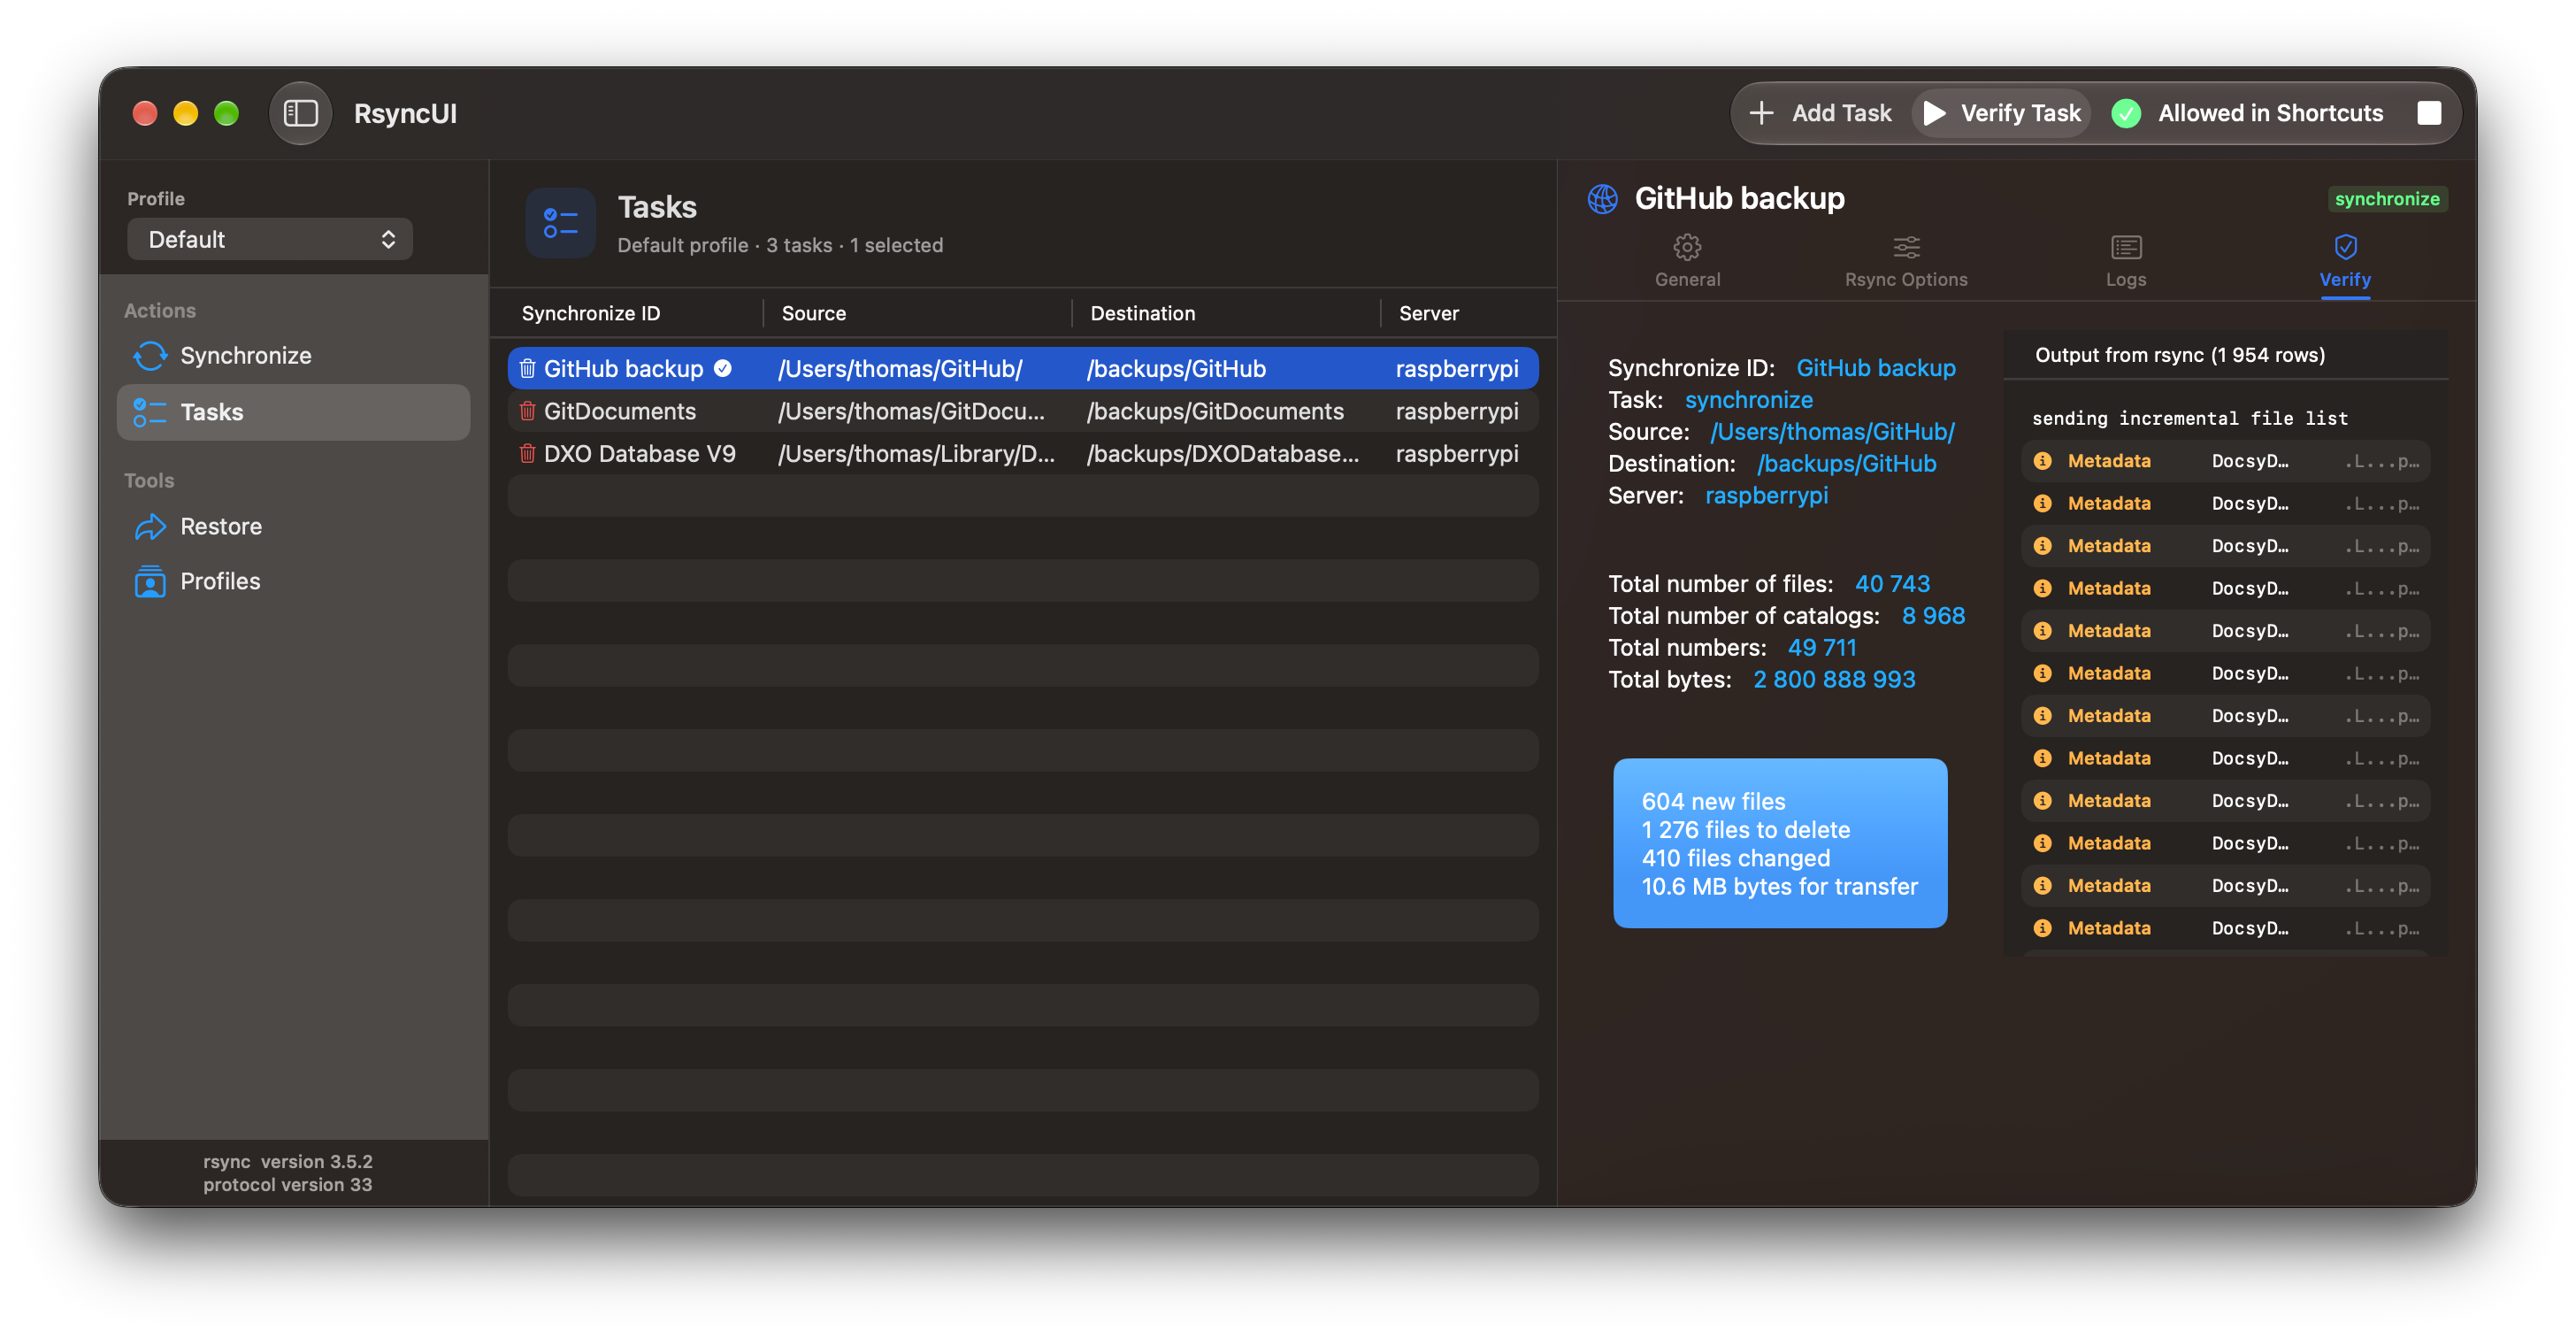 RsyncUI
Add Task
Verify Task
Allowed in Shortcuts
Profile
Default
Actions
Synchronize
Tasks
Tools
Restore
Profiles
rsync version 3.5.2
protocol version 33
Tasks
Default profile · 3 tasks · 1 selected
Synchronize ID Source Destination Server
GitHub backup /Users/thomas/GitHub/ /backups/GitHub raspberrypi
GitDocuments /Users/thomas/GitDocu... /backups/GitDocuments raspberrypi
DXO Database V9 /Users/thomas/Library/D... /backups/DXODatabase... raspberrypi
GitHub backup
synchronize
General
Rsync Options
Logs
Verify
Synchronize ID: GitHub backup
Task: synchronize
Source: /Users/thomas/GitHub/
Destination: /backups/GitHub
Server: raspberrypi
Total number of files: 40 743
Total number of catalogs: 8 968
Total numbers: 49 711
Total bytes: 2 800 888 993
604 new files
1 276 files to delete
410 files changed
10.6 MB bytes for transfer
Output from rsync (1 954 rows)
sending incremental file list
Metadata DocsyD... .L...p...
Metadata DocsyD... .L...p...
Metadata DocsyD... .L...p...
Metadata DocsyD... .L...p...
Metadata DocsyD... .L...p...
Metadata DocsyD... .L...p...
Metadata DocsyD... .L...p...
Metadata DocsyD... .L...p...
Metadata DocsyD... .L...p...
Metadata DocsyD... .L...p...
Metadata DocsyD... .L...p...
Metadata DocsyD... .L...p...